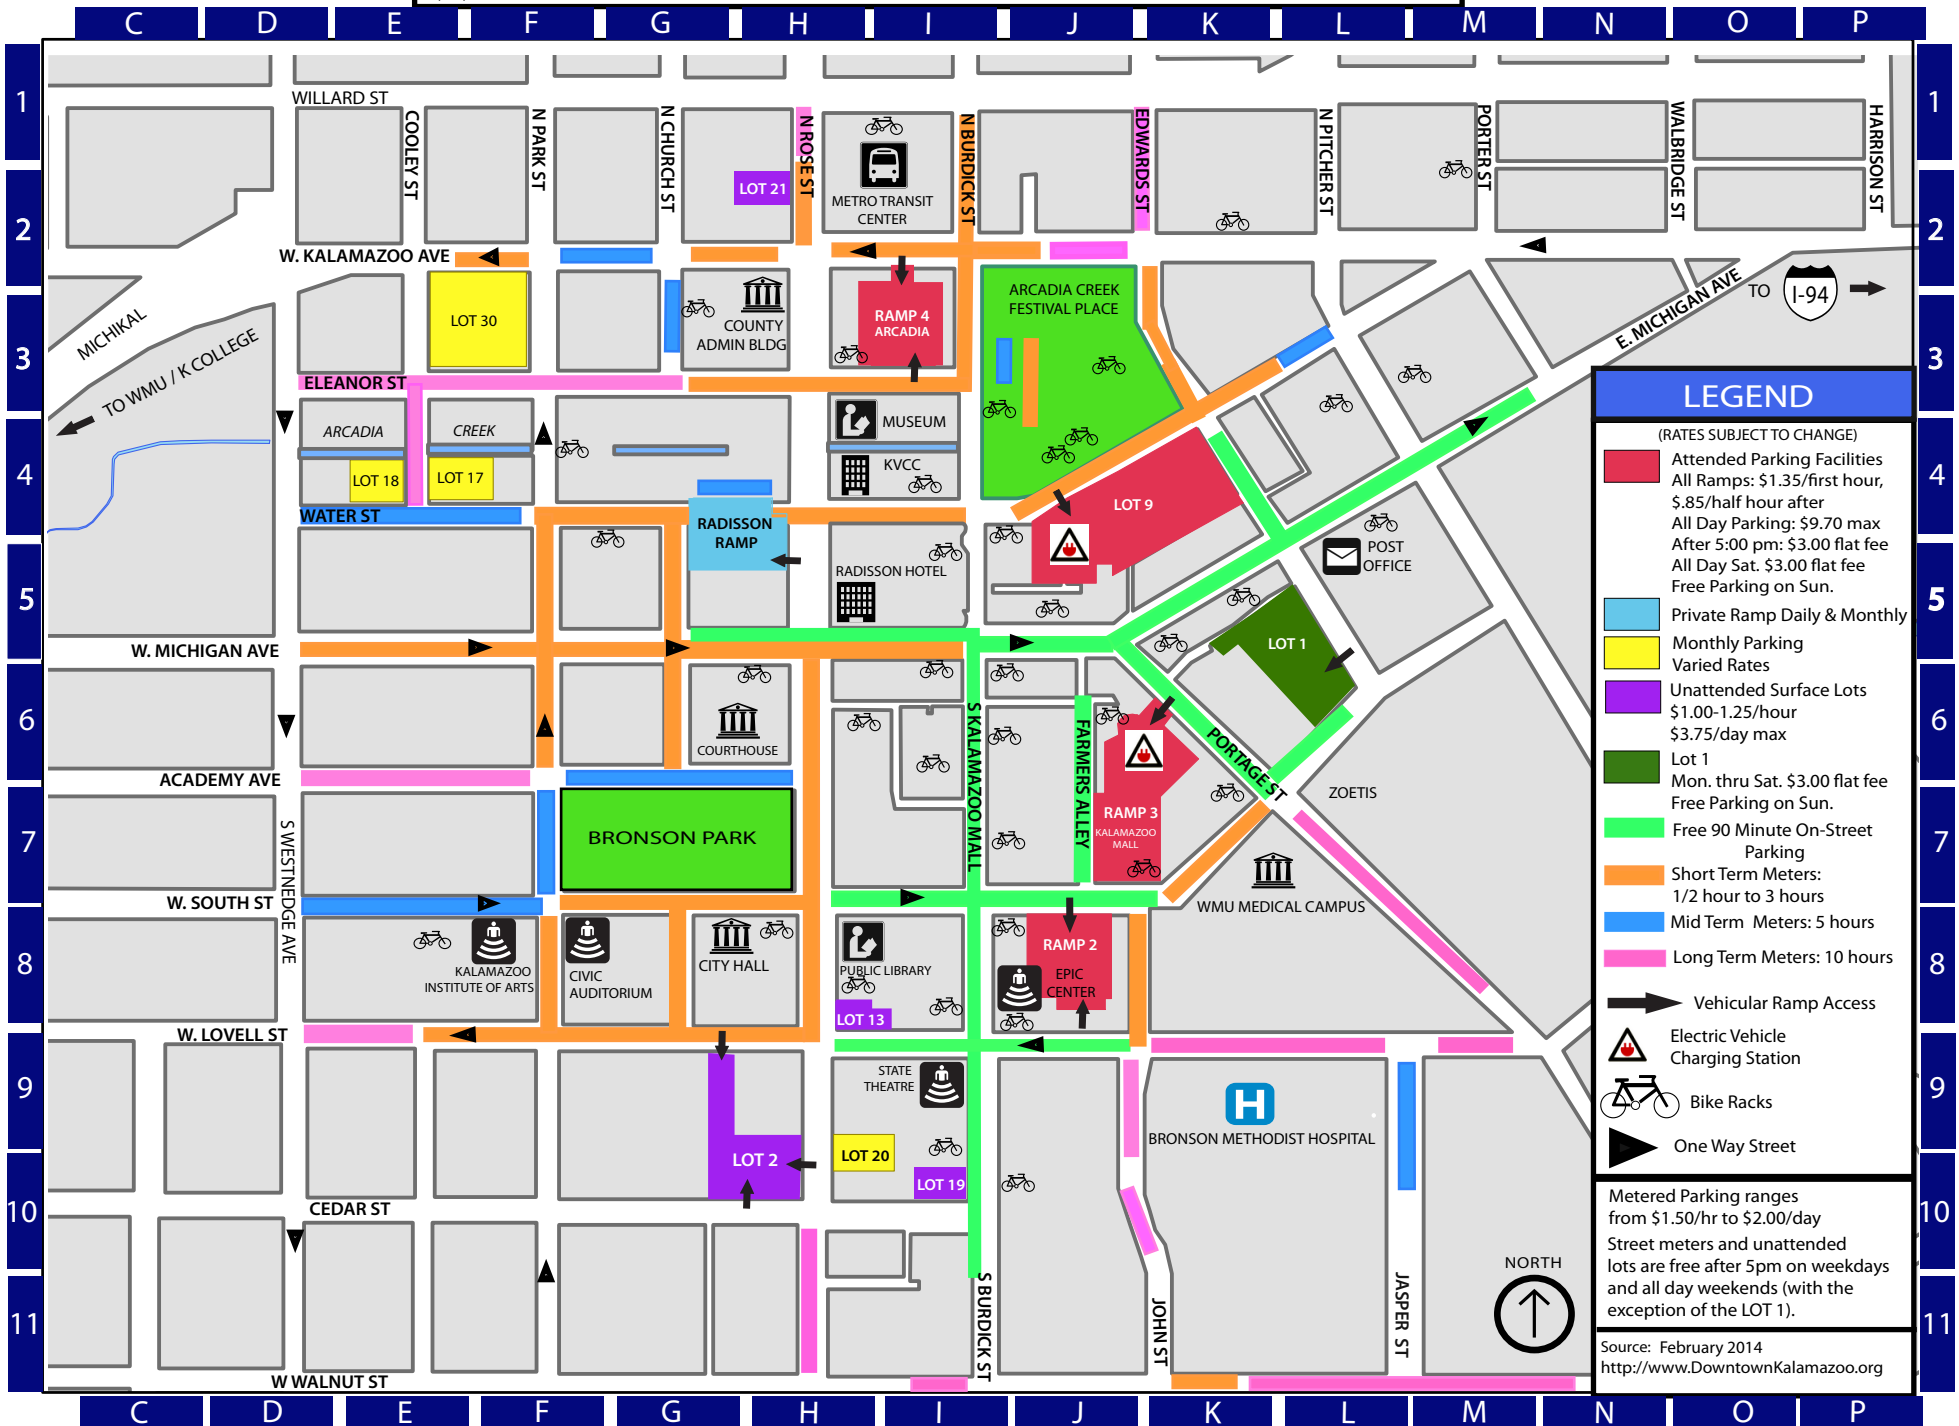 C D E F G H I J K L M N O P
1 1
2 2
3 3
4 4
5 5
6 6
7 7
8 8
9 9
10 10
11 11
WILLARD ST
COOLEY ST
N PARK ST
N CHURCH ST
N ROSE ST
N BURDICK ST
EDWARDS ST
N PITCHER ST
PORTER ST
WALBRIDGE ST
HARRISON ST
LOT 21
METRO TRANSIT
CENTER
W. KALAMAZOO AVE
MICHIKAL
TO WMU / K COLLEGE
LOT 30
COUNTY
ADMIN BLDG
RAMP 4
ARCADIA
ARCADIA CREEK
FESTIVAL PLACE
E. MICHIGAN AVE
TO
I-94
ELEANOR ST
ARCADIA
CREEK
MUSEUM
KVCC
LOT 18
LOT 17
LOT 9
WATER ST
RADISSON
RAMP
RADISSON HOTEL
POST
OFFICE
W. MICHIGAN AVE
LOT 1
S KALAMAZOO MALL
FARMERS ALLEY
PORTAGE ST
COURTHOUSE
ACADEMY AVE
ZOETIS
S WESTNEDGE AVE
BRONSON PARK
RAMP 3
KALAMAZOO
MALL
W. SOUTH ST
WMU MEDICAL CAMPUS
KALAMAZOO
INSTITUTE OF ARTS
CIVIC
AUDITORIUM
CITY HALL
PUBLIC LIBRARY
LOT 13
RAMP 2
EPIC
CENTER
W. LOVELL ST
STATE
THEATRE
H
BRONSON METHODIST HOSPITAL
LOT 2
LOT 20
LOT 19
CEDAR ST
S BURDICK ST
JOHN ST
JASPER ST
NORTH
W WALNUT ST
LEGEND
(RATES SUBJECT TO CHANGE)
Attended Parking Facilities
All Ramps: $1.35/first hour,
$.85/half hour after
All Day Parking: $9.70 max
After 5:00 pm: $3.00 flat fee
All Day Sat. $3.00 flat fee
Free Parking on Sun.
Private Ramp Daily & Monthly
Monthly Parking
Varied Rates
Unattended Surface Lots
$1.00-1.25/hour
$3.75/day max
Lot 1
Mon. thru Sat. $3.00 flat fee
Free Parking on Sun.
Free 90 Minute On-Street
Parking
Short Term Meters:
1/2 hour to 3 hours
Mid Term Meters: 5 hours
Long Term Meters: 10 hours
Vehicular Ramp Access
Electric Vehicle
Charging Station
Bike Racks
One Way Street
Metered Parking ranges
from $1.50/hr to $2.00/day
Street meters and unattended
lots are free after 5pm on weekdays
and all day weekends (with the
exception of the LOT 1).
Source: February 2014
http://www.DowntownKalamazoo.org
C D E F G H I J K L M N O P